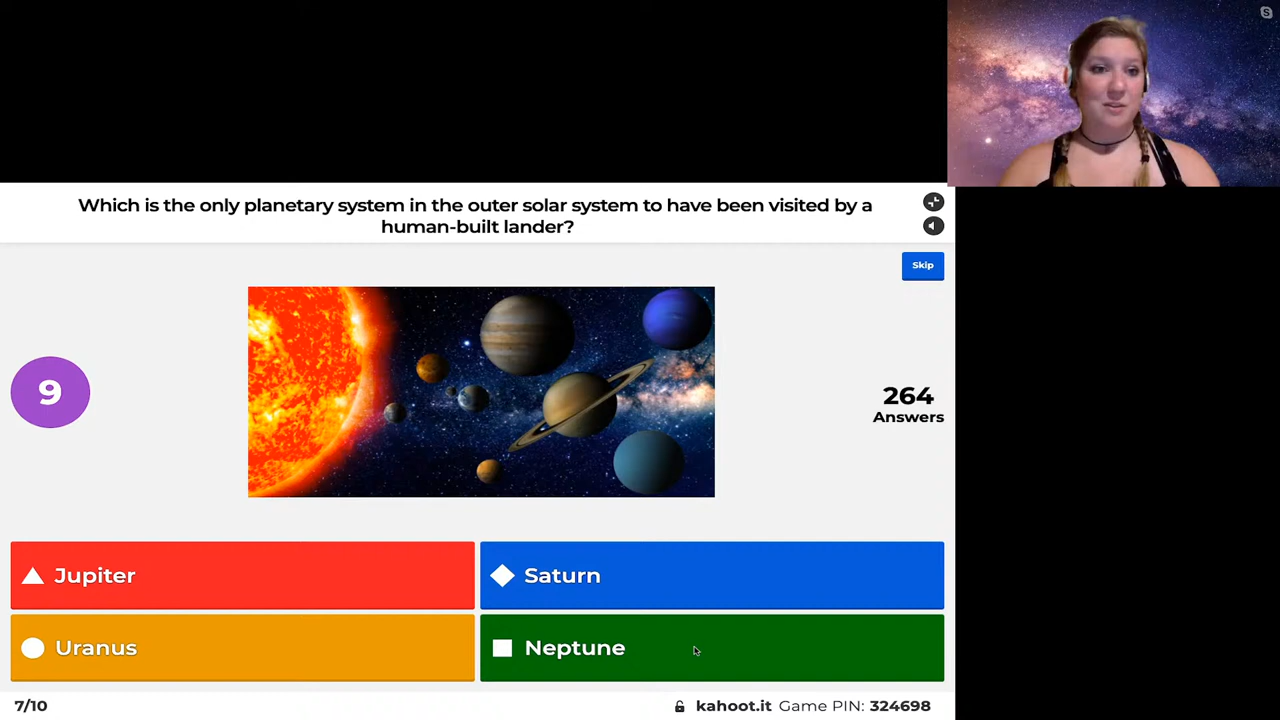 Which is the only planetary system in the outer solar system to have been visited by a
human-built lander?
Skip
9
264
Answers
Jupiter
Saturn
Uranus
Neptune
7/10
kahoot.it Game PIN: 324698